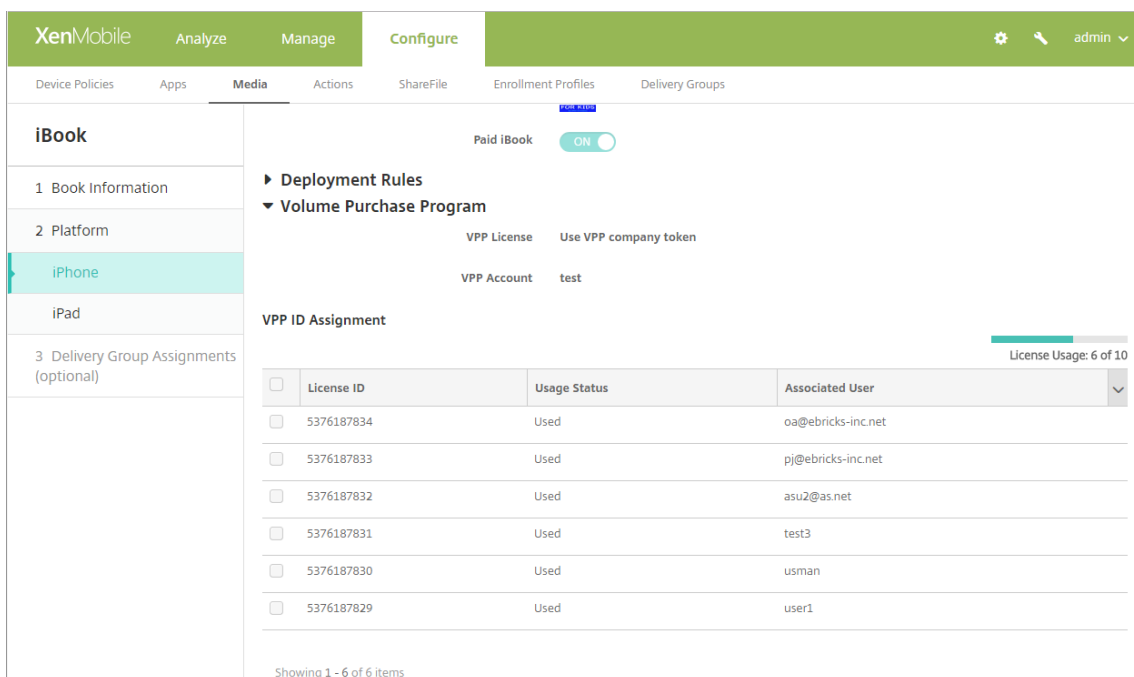 XenMobile Analyze Manage Configure admin
Device Policies Apps Media Actions ShareFile Enrollment Profiles Delivery Groups
iBook
1 Book Information
2 Platform
iPhone
iPad
3 Delivery Group Assignments
(optional)
FOR KIDS
Paid iBook ON
Deployment Rules
Volume Purchase Program
VPP License Use VPP company token
VPP Account test
VPP ID Assignment
License Usage: 6 of 10
License ID Usage Status Associated User
5376187834 Used oa@ebricks-inc.net
5376187833 Used pj@ebricks-inc.net
5376187832 Used asu2@as.net
5376187831 Used test3
5376187830 Used usman
5376187829 Used user1
Showing 1 - 6 of 6 items